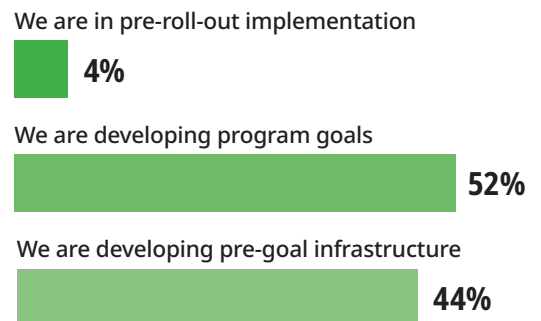 We are in pre-roll-out implementation
4%
We are developing program goals
52%
We are developing pre-goal infrastructure
44%